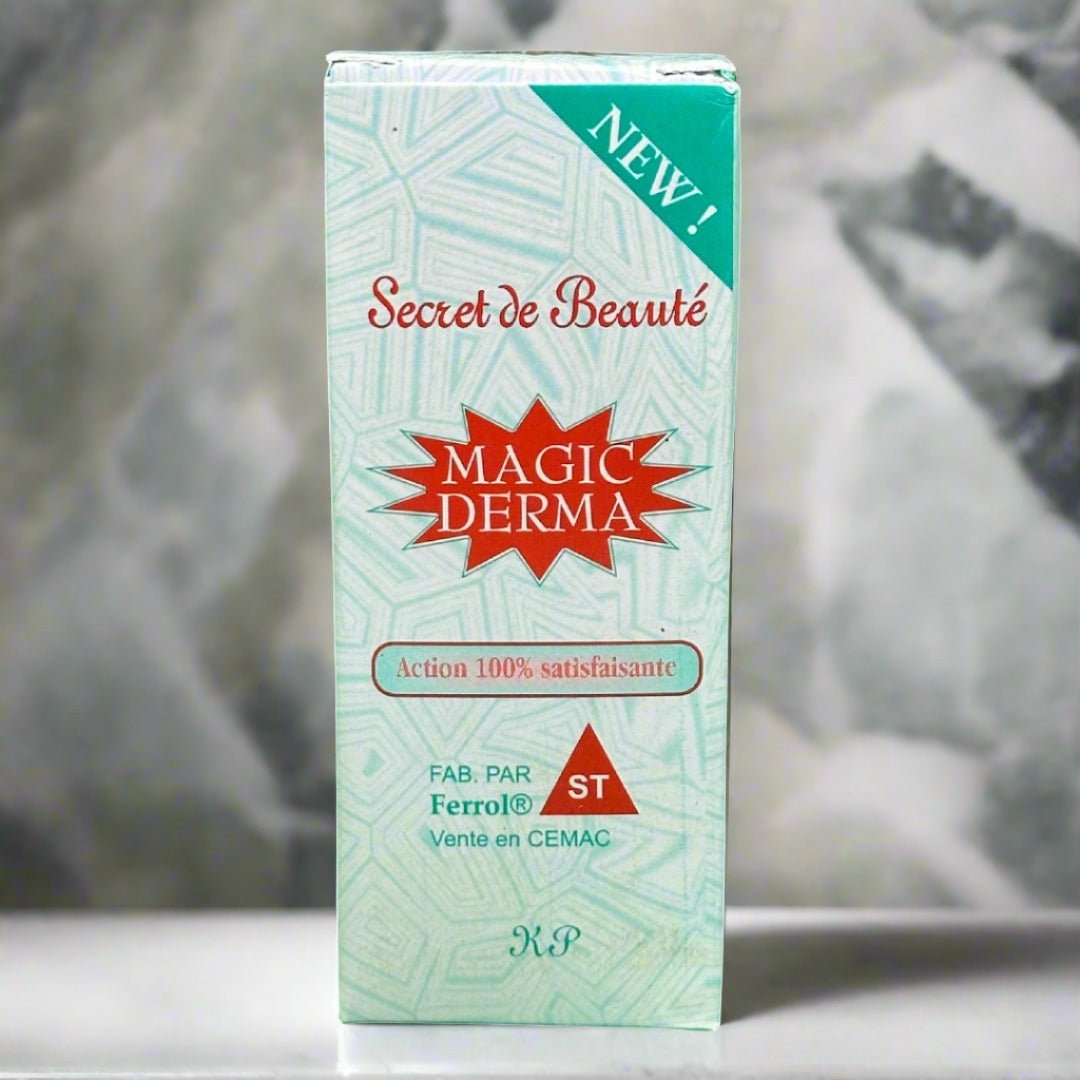 NEW !
Secret de Beauté
MAGIC
DERMA
Action 100% satisfaisante
FAB. PAR
Ferrol®
ST
Vente en CEMAC
KP